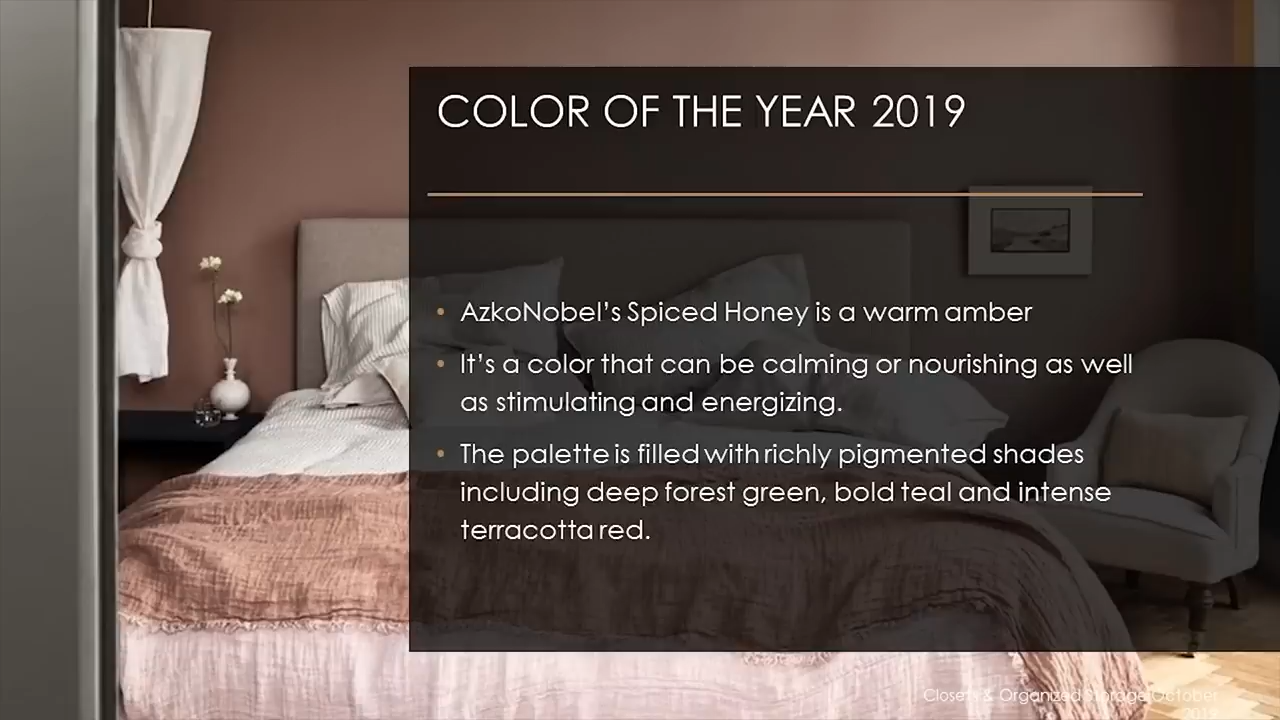 COLOR OF THE YEAR 2019
• AzkoNobel's Spiced Honey is a warm amber
• It's a color that can be calming or nourishing as well
as stimulating and energizing.
• The palette is filled with richly pigmented shades
including deep forest green, bold teal and intense
terracotta red.
Closets & Organized Storage October
2019